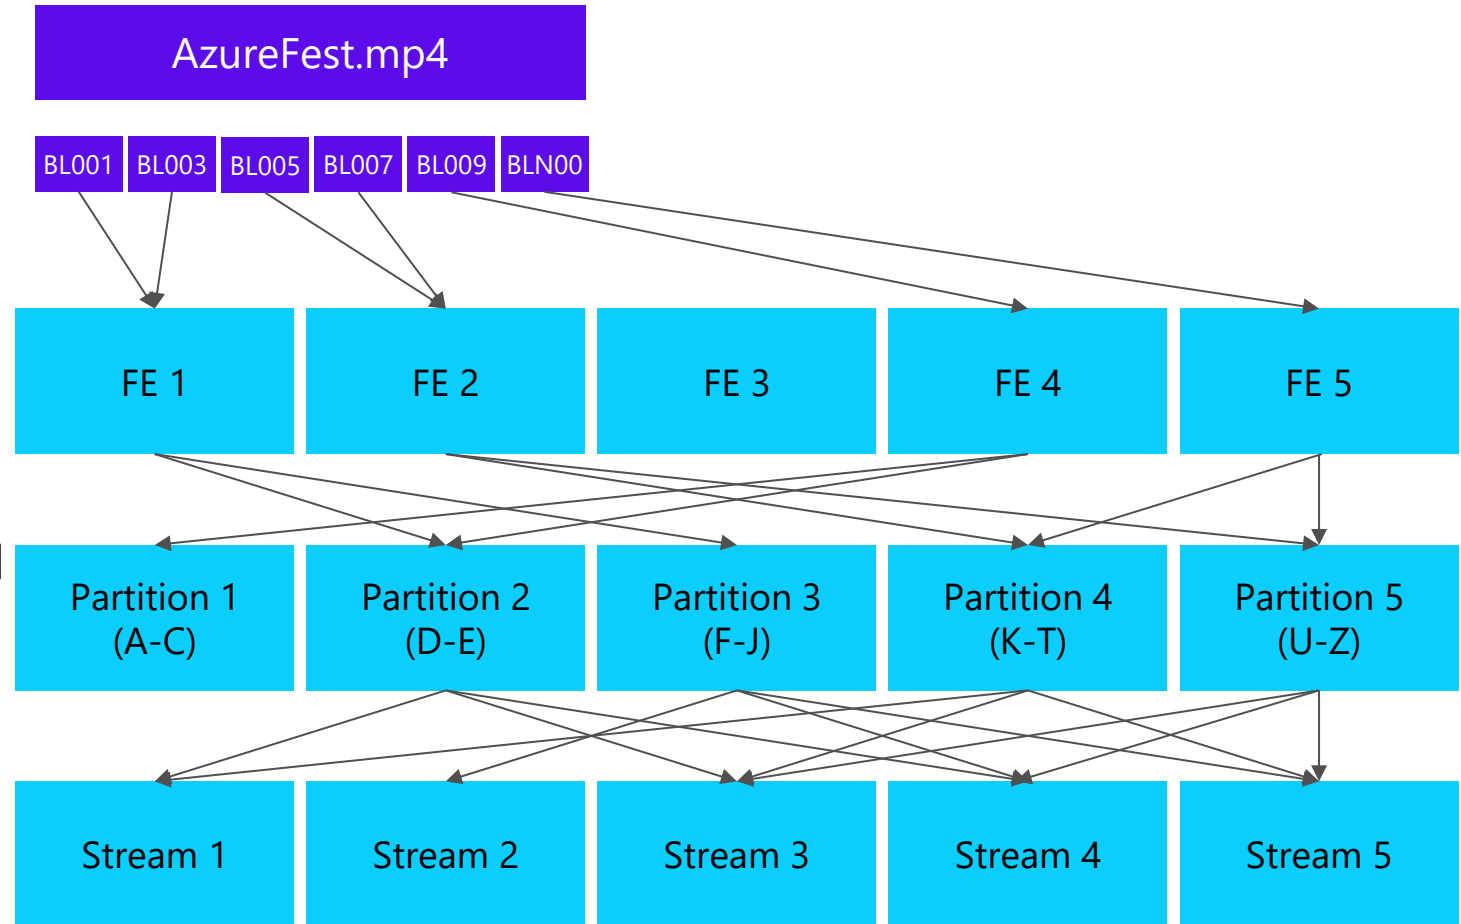 AzureFest.mp4
BL001 BL003 BL005 BL007 BL009 BLN00
FE 1 FE 2 FE 3 FE 4 FE 5
Partition 1 Partition 2 Partition 3 Partition 4 Partition 5
(A-C) (D-E) (F-J) (K-T) (U-Z)
Stream 1 Stream 2 Stream 3 Stream 4 Stream 5